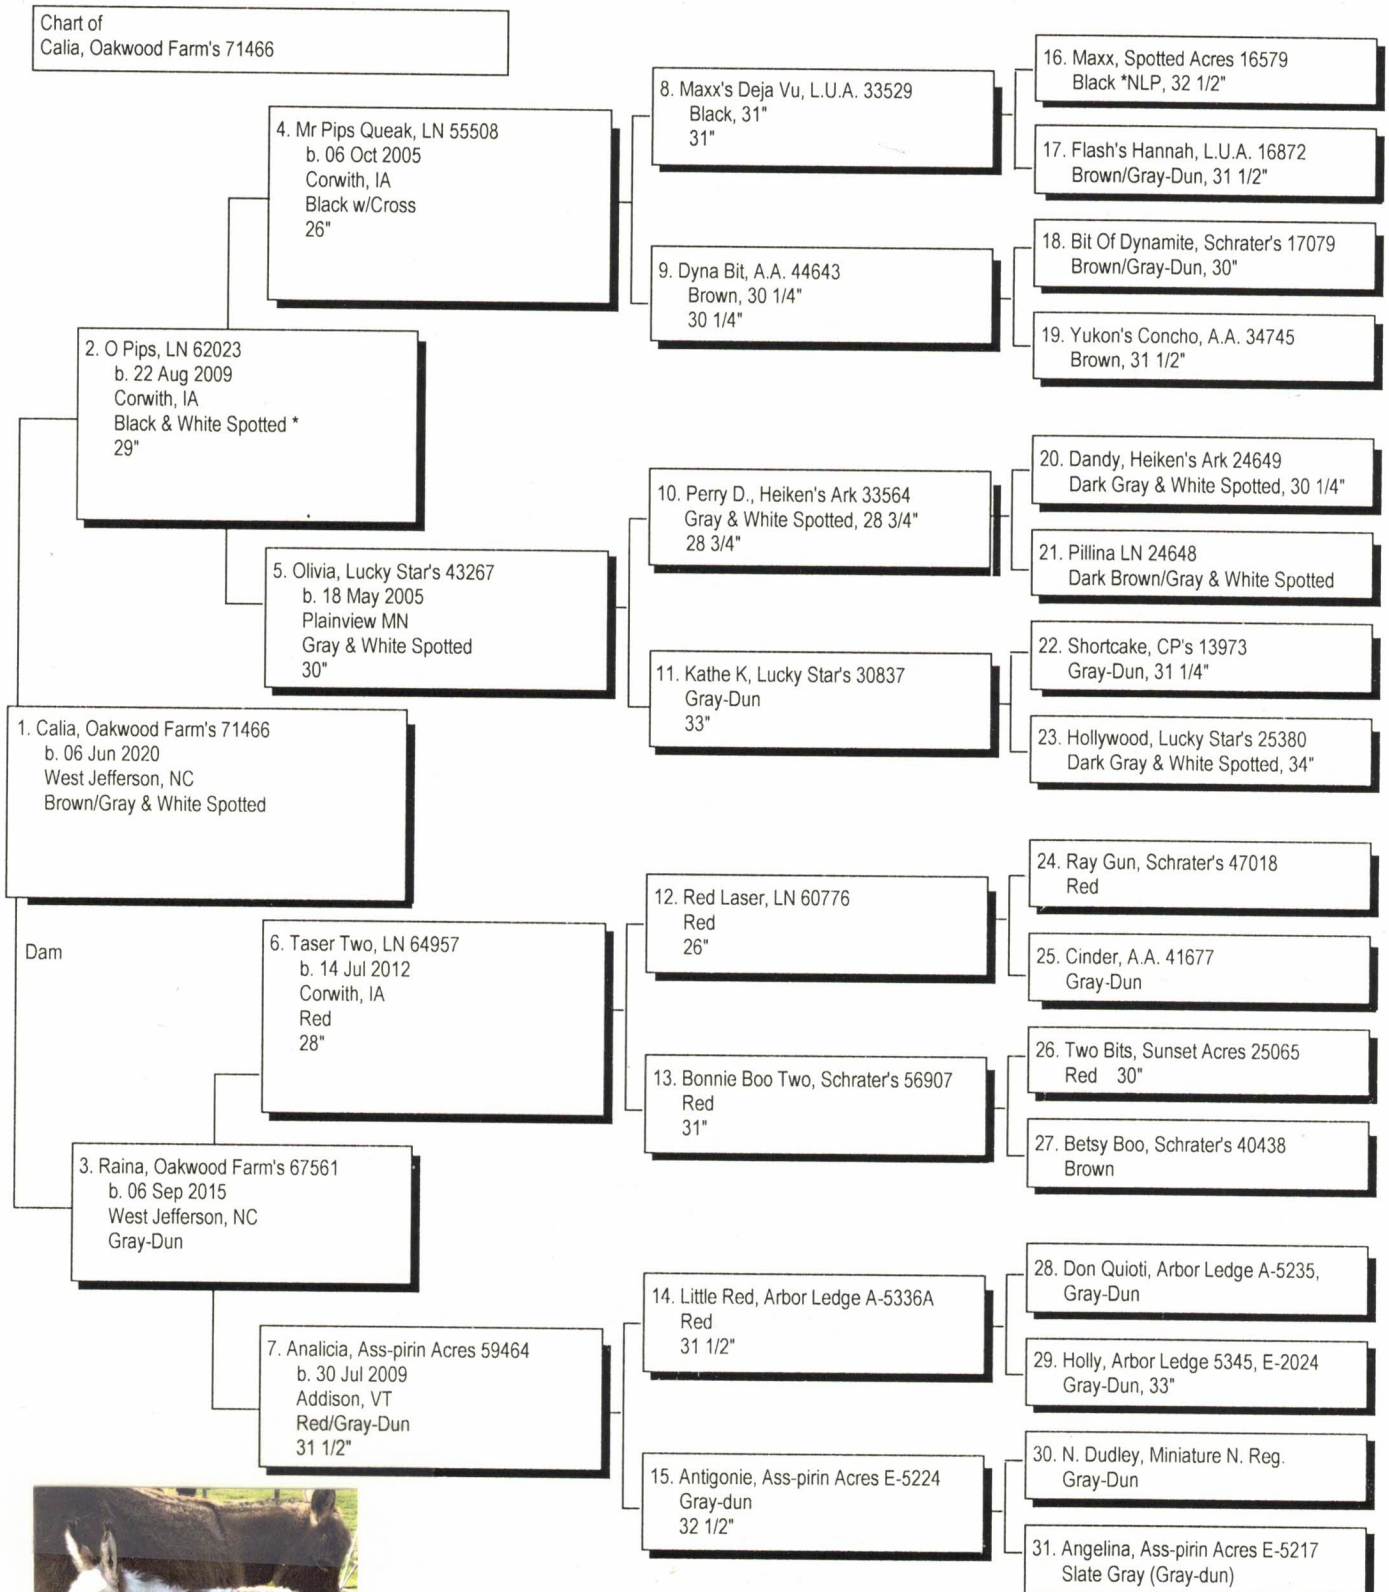 Chart of
Calia, Oakwood Farm's 71466
1. Calia, Oakwood Farm's 71466
b. 06 Jun 2020
West Jefferson, NC
Brown/Gray & White Spotted
Dam
2. O Pips, LN 62023
b. 22 Aug 2009
Corwith, IA
Black & White Spotted *
29"
3. Raina, Oakwood Farm's 67561
b. 06 Sep 2015
West Jefferson, NC
Gray-Dun
4. Mr Pips Queak, LN 55508
b. 06 Oct 2005
Corwith, IA
Black w/Cross
26"
5. Olivia, Lucky Star's 43267
b. 18 May 2005
Plainview MN
Gray & White Spotted
30"
6. Taser Two, LN 64957
b. 14 Jul 2012
Corwith, IA
Red
28"
7. Analicia, Ass-pirin Acres 59464
b. 30 Jul 2009
Addison, VT
Red/Gray-Dun
31 1/2"
8. Maxx's Deja Vu, L.U.A. 33529
Black, 31"
31"
9. Dyna Bit, A.A. 44643
Brown, 30 1/4"
30 1/4"
10. Perry D., Heiken's Ark 33564
Gray & White Spotted, 28 3/4"
28 3/4"
11. Kathe K, Lucky Star's 30837
Gray-Dun
33"
12. Red Laser, LN 60776
Red
26"
13. Bonnie Boo Two, Schrater's 56907
Red
31"
14. Little Red, Arbor Ledge A-5336A
Red
31 1/2"
15. Antigonie, Ass-pirin Acres E-5224
Gray-dun
32 1/2"
16. Maxx, Spotted Acres 16579
Black *NLP, 32 1/2"
17. Flash's Hannah, L.U.A. 16872
Brown/Gray-Dun, 31 1/2"
18. Bit Of Dynamite, Schrater's 17079
Brown/Gray-Dun, 30"
19. Yukon's Concho, A.A. 34745
Brown, 31 1/2"
20. Dandy, Heiken's Ark 24649
Dark Gray & White Spotted, 30 1/4"
21. Pillina LN 24648
Dark Brown/Gray & White Spotted
22. Shortcake, CP's 13973
Gray-Dun, 31 1/4"
23. Hollywood, Lucky Star's 25380
Dark Gray & White Spotted, 34"
24. Ray Gun, Schrater's 47018
Red
25. Cinder, A.A. 41677
Gray-Dun
26. Two Bits, Sunset Acres 25065
Red 30"
27. Betsy Boo, Schrater's 40438
Brown
28. Don Quioti, Arbor Ledge A-5235,
Gray-Dun
29. Holly, Arbor Ledge 5345, E-2024
Gray-Dun, 33"
30. N. Dudley, Miniature N. Reg.
Gray-Dun
31. Angelina, Ass-pirin Acres E-5217
Slate Gray (Gray-dun)